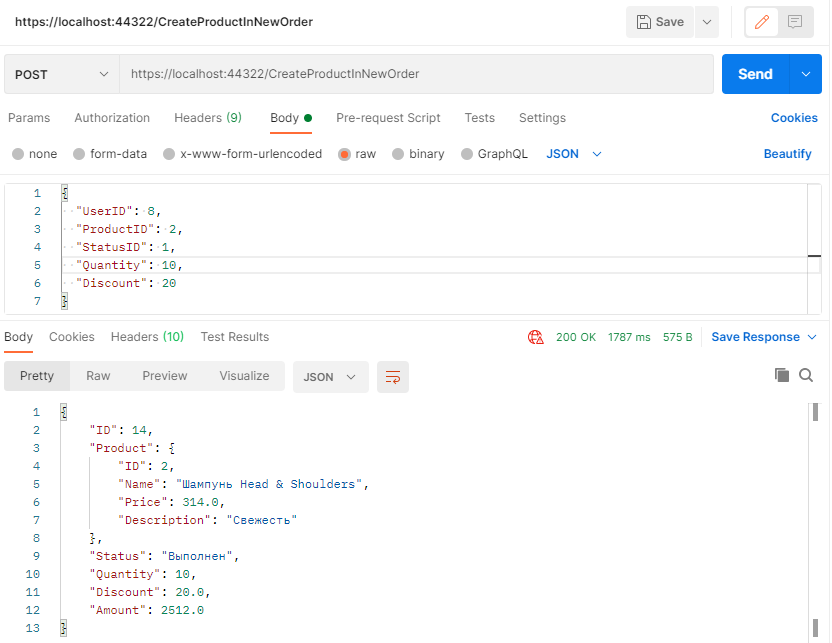 https://localhost:44322/CreateProductInNewOrder Save
POST https://localhost:44322/CreateProductInNewOrder Send
Params Authorization Headers (9) Body Pre-request Script Tests Settings Cookies
none form-data x-www-form-urlencoded raw binary GraphQL JSON Beautify
1 {
2 "UserID": 8,
3 "ProductID": 2,
4 "StatusID": 1,
5 "Quantity": 10,
6 "Discount": 20
7 }
Body Cookies Headers (10) Test Results 200 OK 1787 ms 575 B Save Response
Pretty Raw Preview Visualize JSON
1 {
2 "ID": 14,
3 "Product": {
4 "ID": 2,
5 "Name": "Шампунь Head & Shoulders",
6 "Price": 314.0,
7 "Description": "Свежесть"
8 },
9 "Status": "Выполнен",
10 "Quantity": 10,
11 "Discount": 20.0,
12 "Amount": 2512.0
13 }